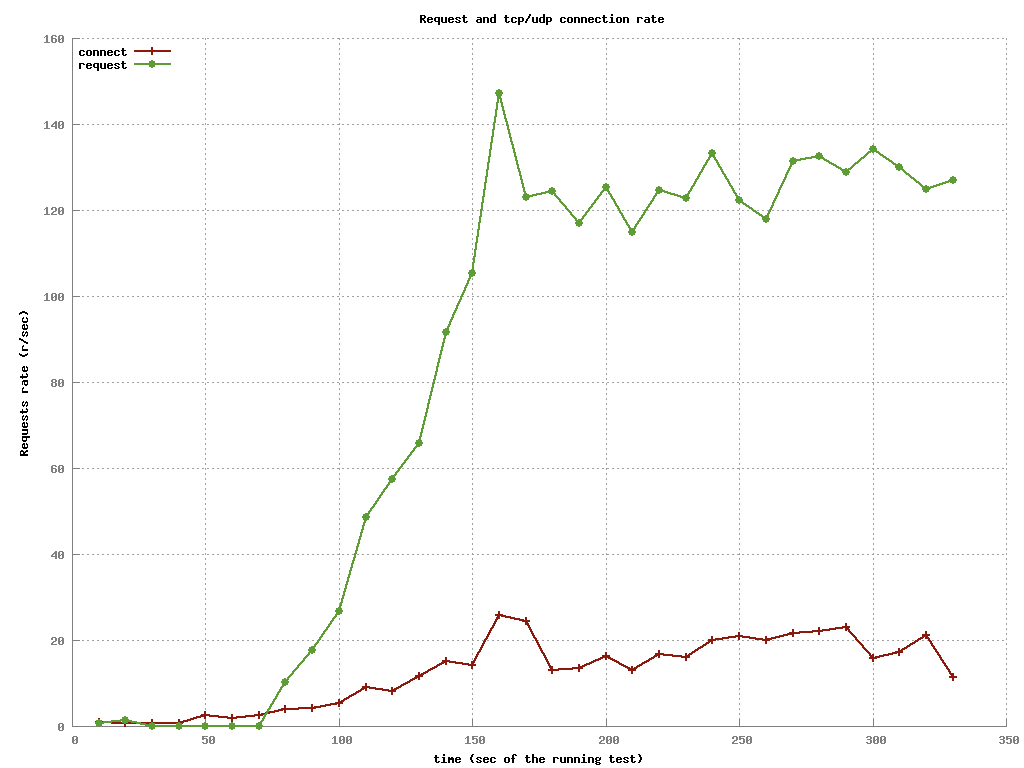 Request and tcp/udp connection rate
160
connect
request
140
120
100
Requests rate (r/sec)
80
60
40
20
0
0 50 100 150 200 250 300 350
time (sec of the running test)